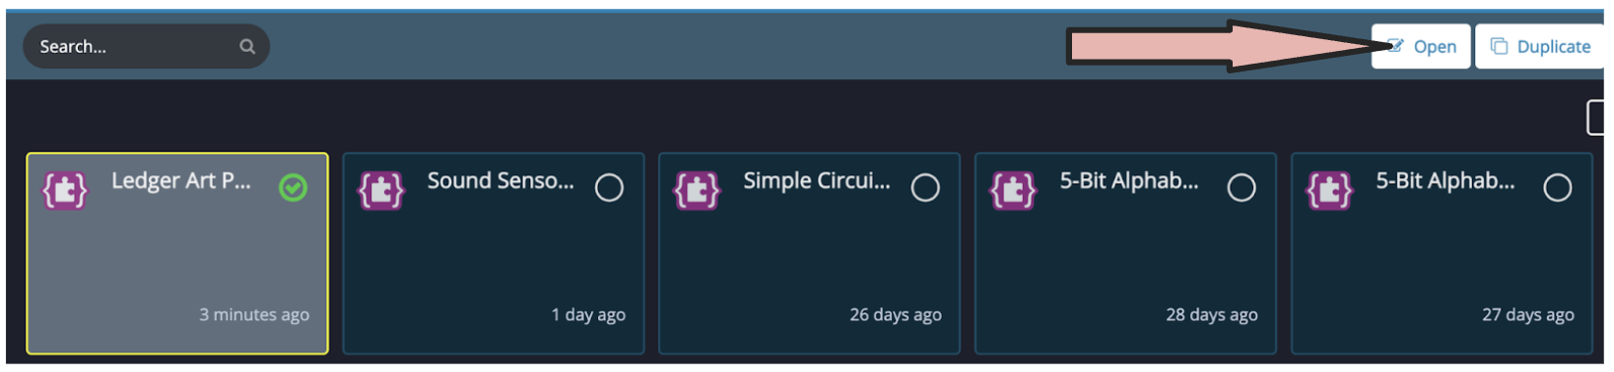 Search...
Open
Duplicate
Ledger Art P...
Sound Senso...
Simple Circui...
5-Bit Alphab...
5-Bit Alphab...
3 minutes ago
1 day ago
26 days ago
28 days ago
27 days ago